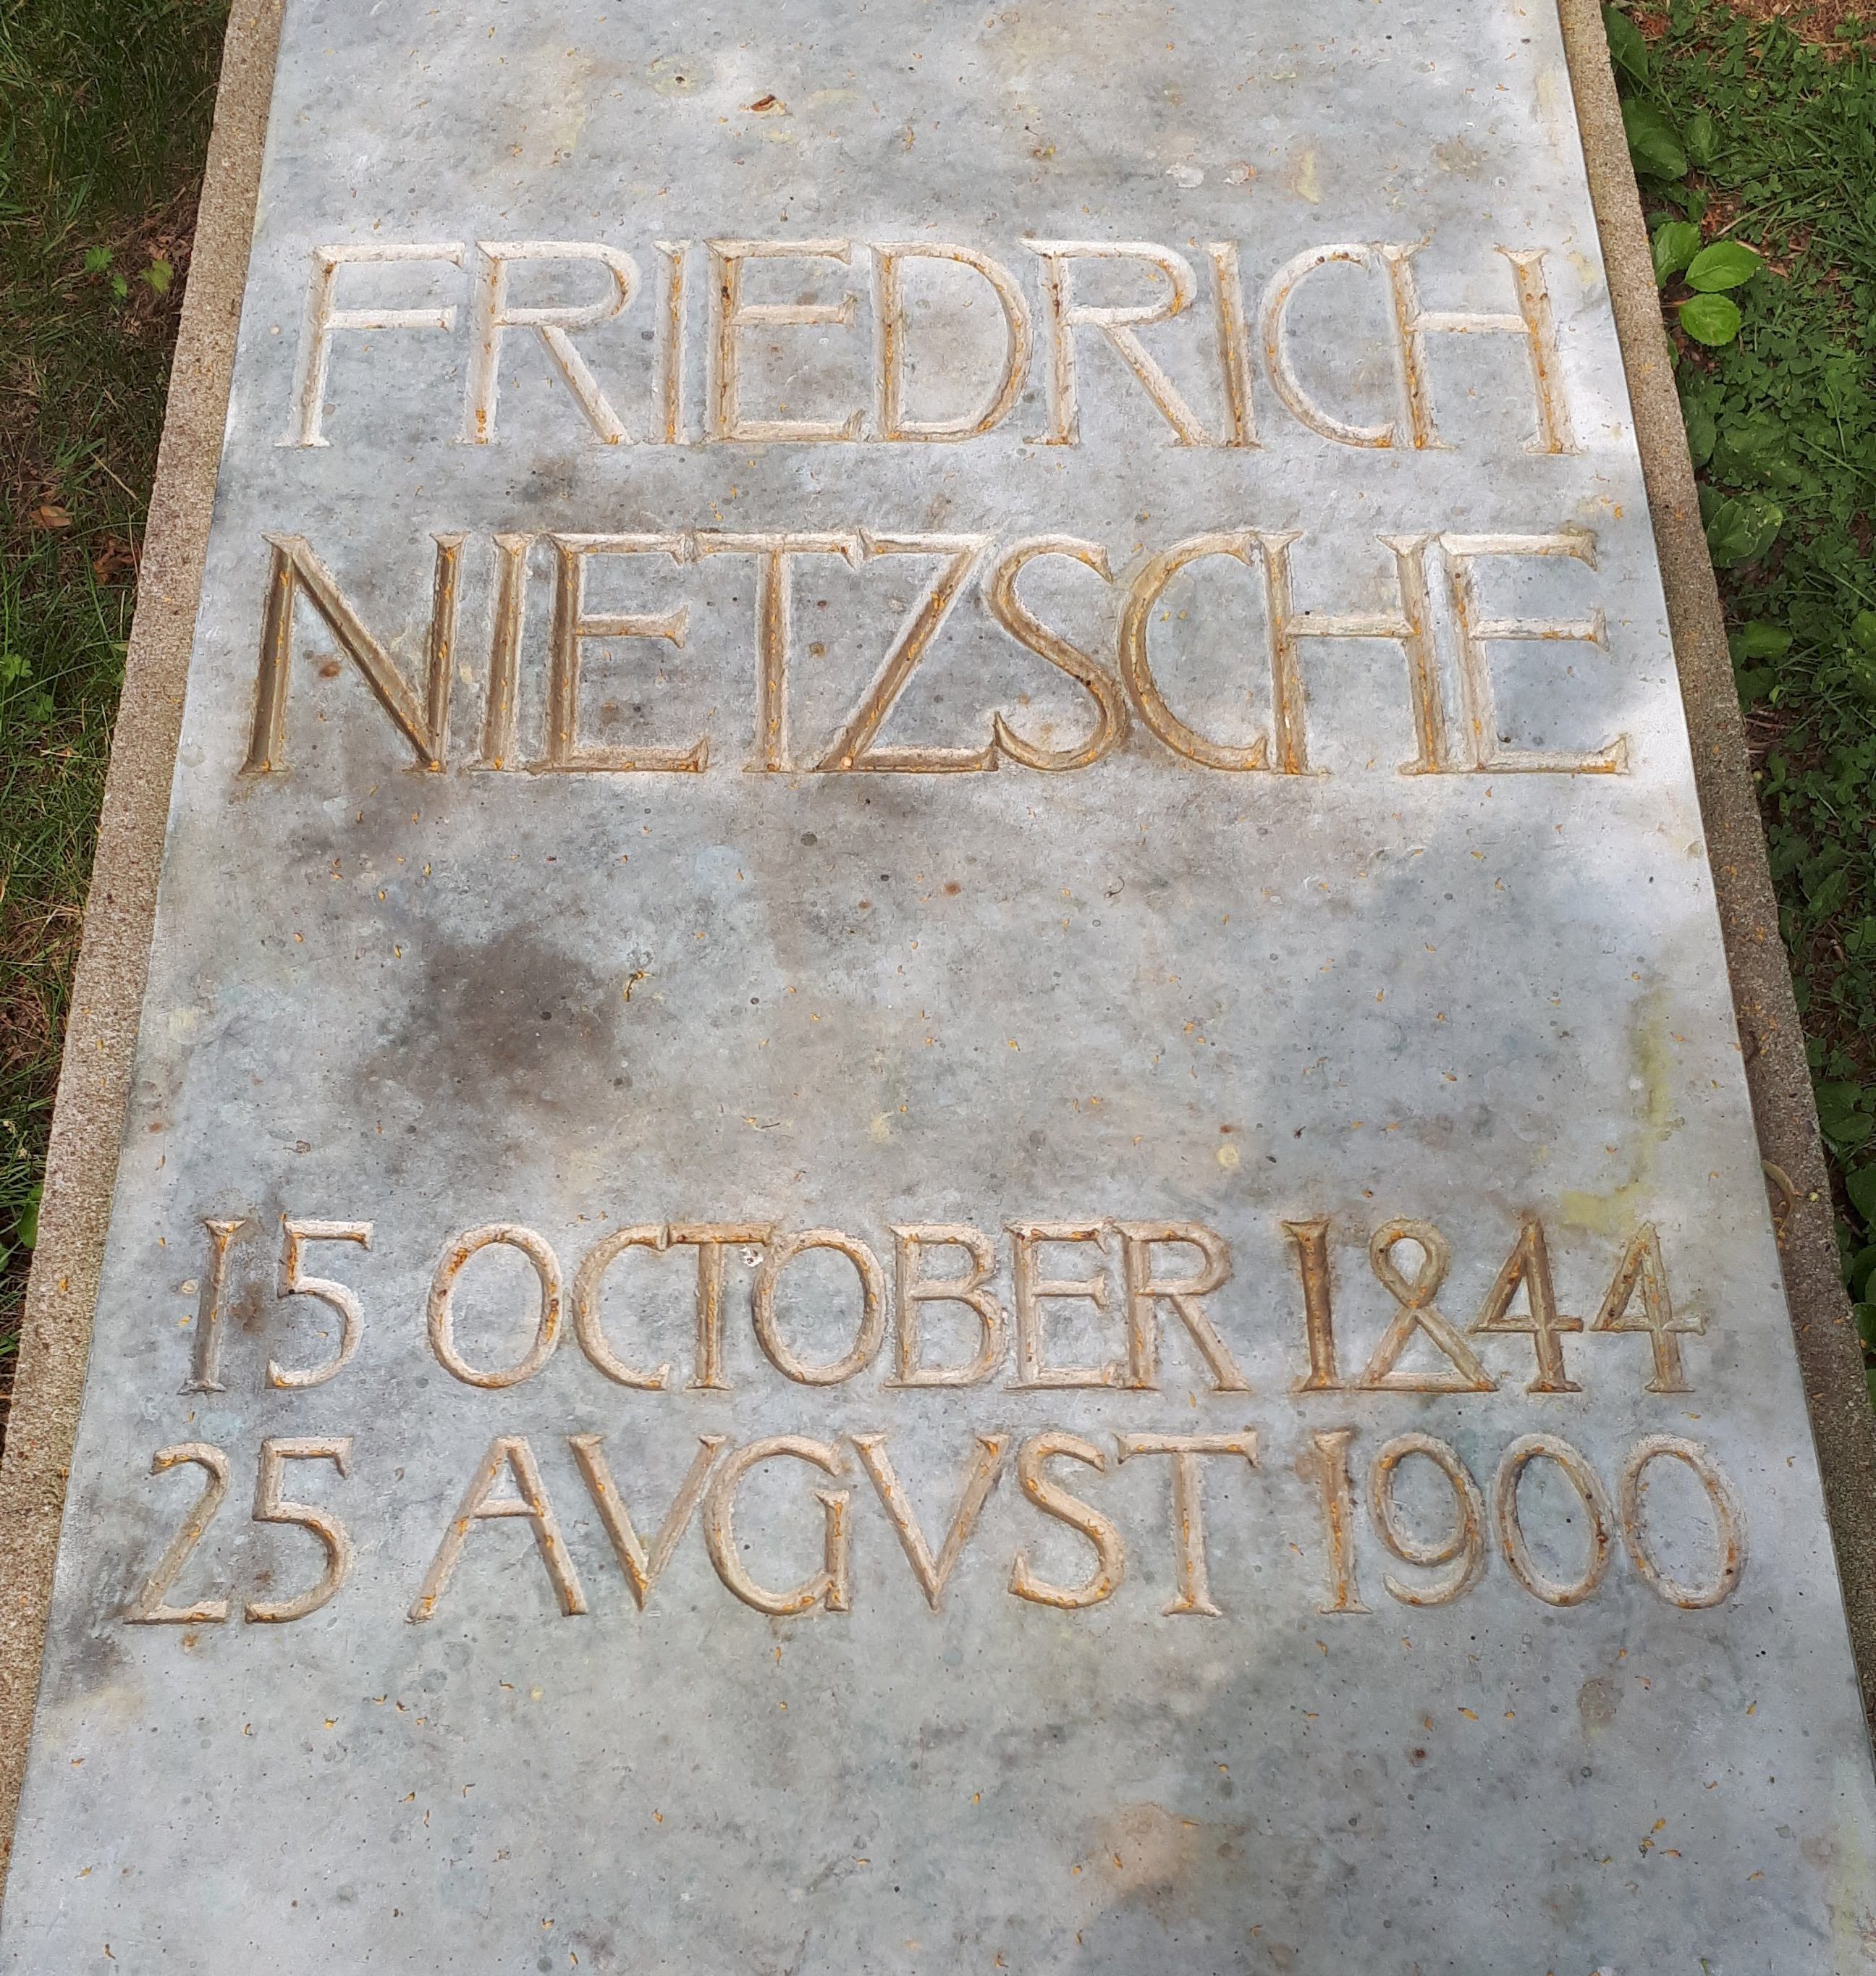 FRIEDRICH
NIETZSCHE
15 OCTOBER 1844
25 AVGVST 1900